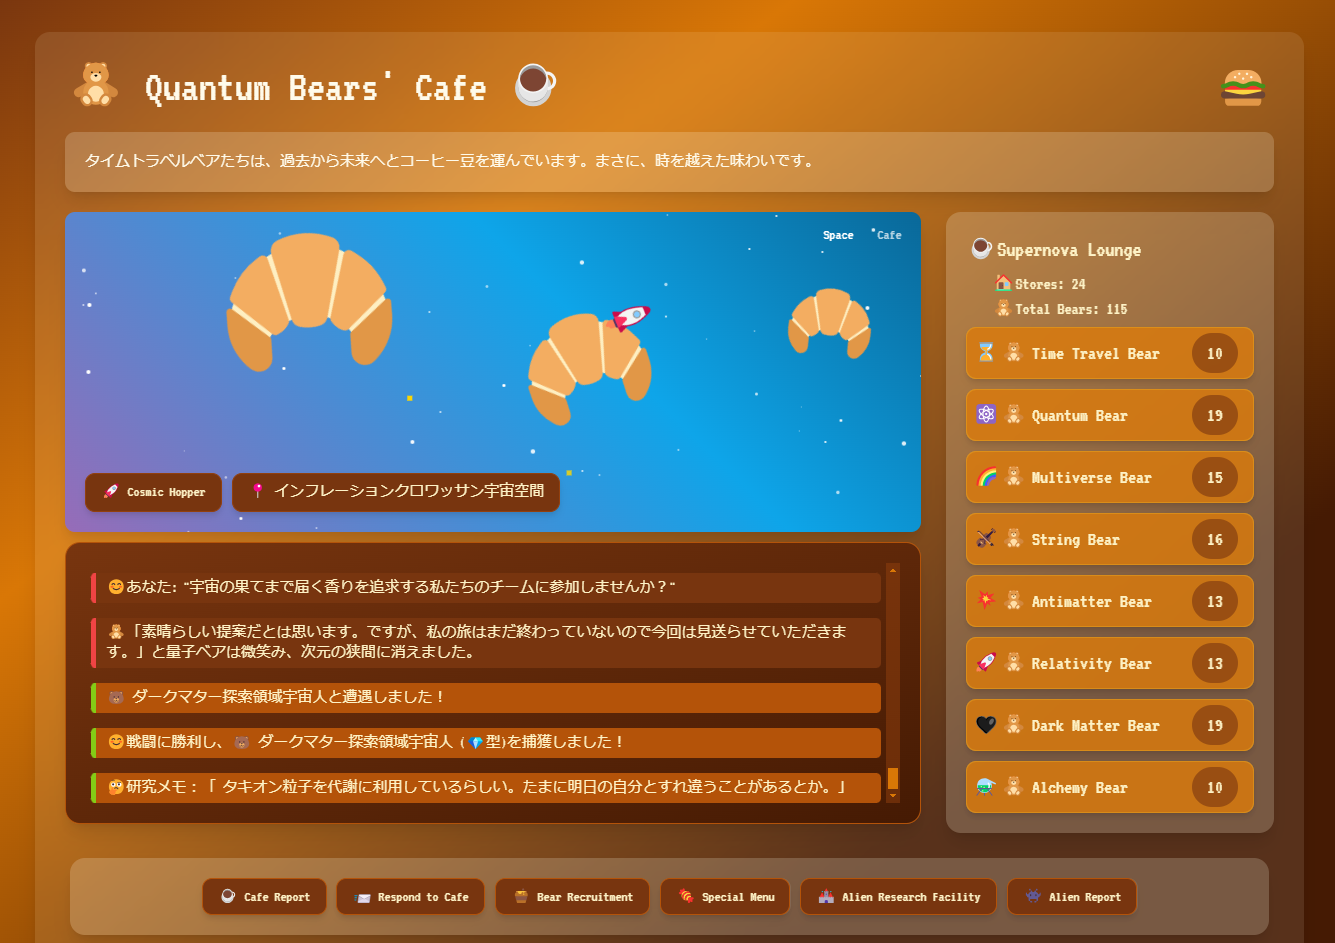 Quantum Bears' Cafe
タイムトラベルベアたちは、過去から未来へとコーヒー豆を運んでいます。まさに、時を越えた味わいです。
Space Cafe
Cosmic Hopper
インフレーションクロワッサン宇宙空間
あなた: "宇宙の果てまで届く香りを追求する私たちのチームに参加しませんか？"
「素晴らしい提案だとは思います。ですが、私の旅はまだ終わっていないので今回は見送らせていただきま
す。」と量子ベアは微笑み、次元の狭間に消えました。
ダークマター探索領域宇宙人と遭遇しました！
戦闘に勝利し、 ダークマター探索領域宇宙人 (💎型)を捕獲しました！
研究メモ：「 タキオン粒子を代謝に利用しているらしい。たまに明日の自分とすれ違うことがあるとか。」
Supernova Lounge
Stores: 24
Total Bears: 115
Time Travel Bear 10
Quantum Bear 19
Multiverse Bear 15
String Bear 16
Antimatter Bear 13
Relativity Bear 13
Dark Matter Bear 19
Alchemy Bear 10
Cafe Report
Respond to Cafe
Bear Recruitment
Special Menu
Alien Research Facility
Alien Report